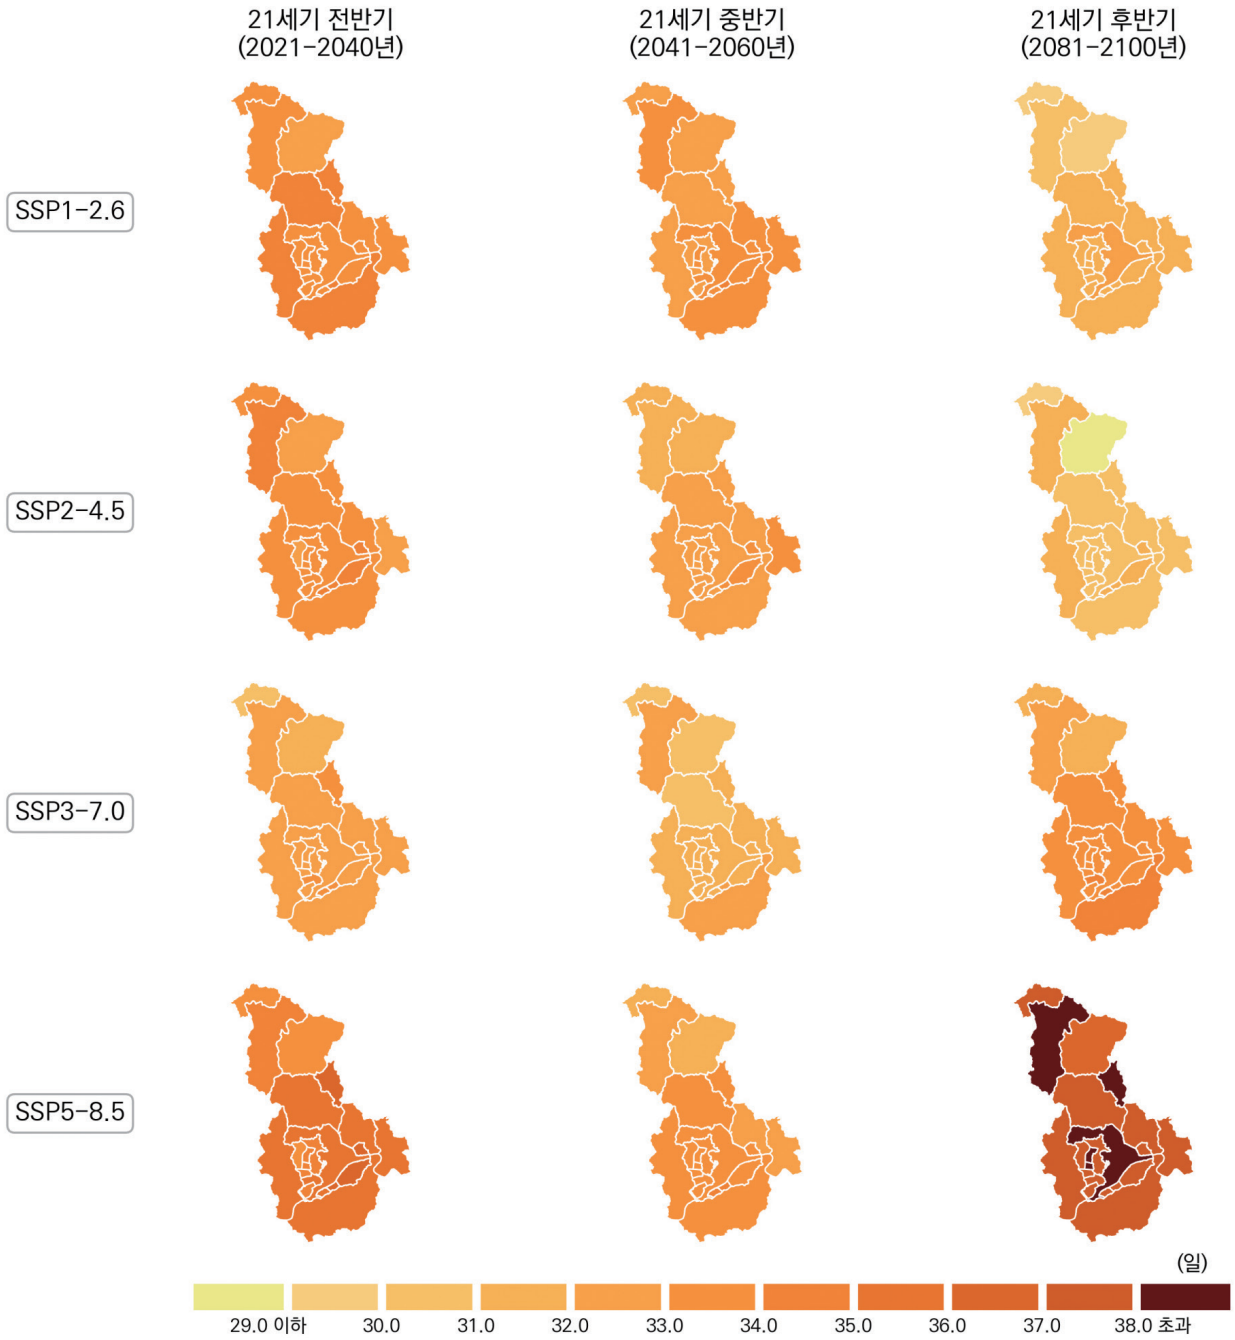 21세기 전반기
(2021-2040년)
21세기 중반기
(2041-2060년)
21세기 후반기
(2081-2100년)
SSP1-2.6
SSP2-4.5
SSP3-7.0
SSP5-8.5
(일)
29.0 이하 30.0 31.0 32.0 33.0 34.0 35.0 36.0 37.0 38.0 초과